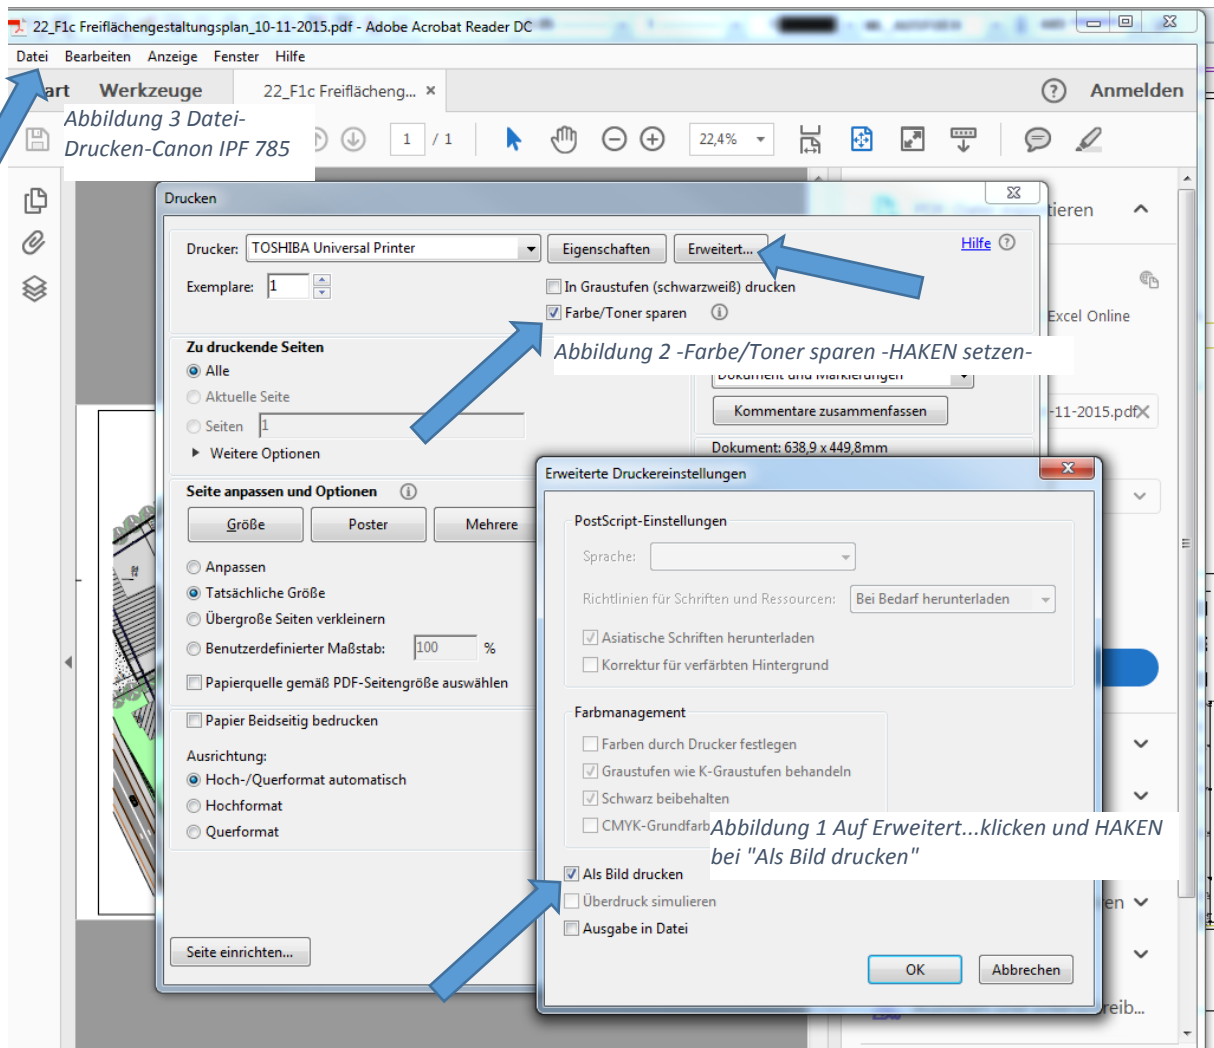 22_F1c Freiflächengestaltungsplan_10-11-2015.pdf - Adobe Acrobat Reader DC
Datei Bearbeiten Anzeige Fenster Hilfe
Werkzeuge 22_F1c Freifläche­ng... × Anmelden
Abbildung 3 Datei-
Drucken-Canon IPF 785
1 / 1 22,4%
Drucken
Drucker: TOSHIBA Universal Printer Eigenschaften Erweitert... Hilfe
Exemplare: 1 In Graustufen (schwarzweiß) drucken
Farbe/Toner sparen
Excel Online
Abbildung 2 -Farbe/Toner sparen -HAKEN setzen-
Zu druckende Seiten
Alle
Dokument und Markierungen
Aktuelle Seite
Kommentare zusammenfassen
-11-2015.pdf
Seiten 1
Weitere Optionen
Dokument: 638,9 x 449,8mm
Seite anpassen und Optionen
Größe Poster Mehrere
Anpassen
Tatsächliche Größe
Übergroße Seiten verkleinern
Benutzerdefinierter Maßstab: 100 %
Papierquelle gemäß PDF-Seitengröße auswählen
Papier Beidseitig bedrucken
Ausrichtung:
Hoch-/Querformat automatisch
Hochformat
Querformat
Seite einrichten...
Erweiterte Druckereinstellungen
PostScript-Einstellungen
Sprache:
Richtlinien für Schriften und Ressourcen: Bei Bedarf herunterladen
Asiatische Schriften herunterladen
Korrektur für verfärbten Hintergrund
Farbmanagement
Farben durch Drucker festlegen
Graustufen wie K-Graustufen behandeln
Schwarz beibehalten
CMYK-Grundfarb
Abbildung 1 Auf Erweitert...klicken und HAKEN
bei "Als Bild drucken"
Als Bild drucken
Überdruck simulieren
Ausgabe in Datei
OK Abbrechen